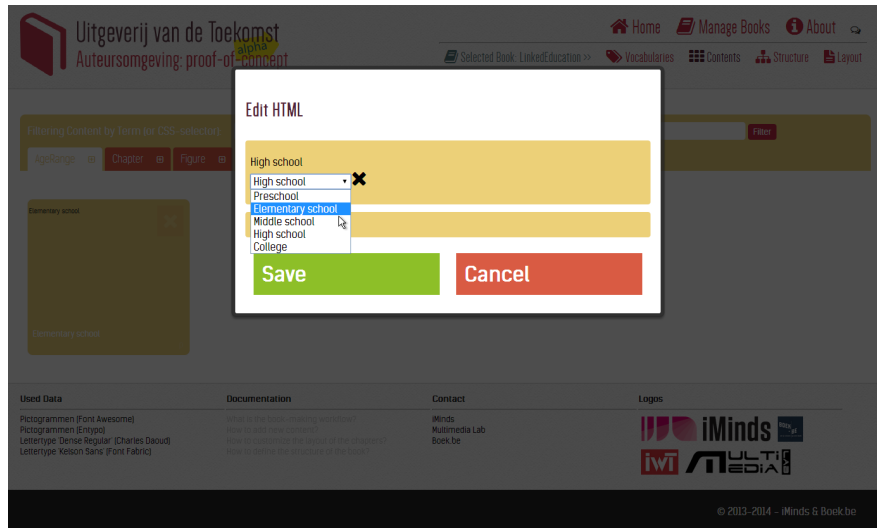 Uitgeverij van de Toekomst
alpha
Auteursomgeving: proof-of-concept
Home Manage Books About
Selected Book: LinkedEducation >> Vocabularies Contents Structure Layout
Filtering Content by Term (or CSS-selector)
Filter
AgeRange Chapter Figure
Elementary school
Elementary school
Edit HTML
High school
High school
Preschool
Elementary school
Middle school
High school
College
Save Cancel
Used Data
Pictogrammen (Font Awesome)
Pictogrammen (Entypo)
Lettertype 'Dense Regular' (Charles Daoud)
Lettertype 'Kelson Sans' (Font Fabric)
Documentation
What is the book-making workflow?
How to add new content?
How to customize the layout of the chapters?
How to define the structure of the book?
Contact
iMinds
Multimedia Lab
Boek.be
Logos
iMinds
iwt MULTIMEDIA LAB
© 2013-2014 - iMinds & Boek.be